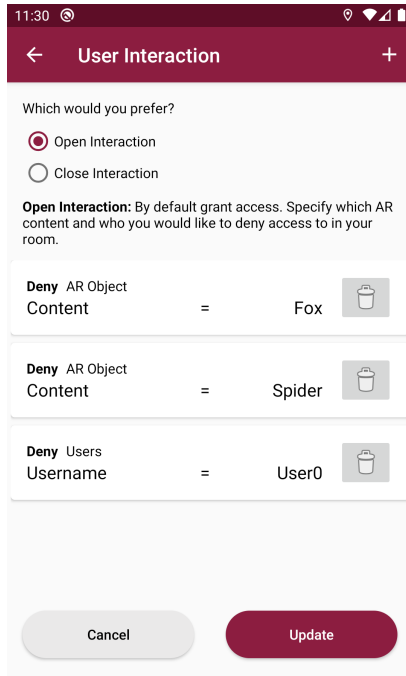 11:30
User Interaction +
Which would you prefer?
Open Interaction
Close Interaction
Open Interaction: By default grant access. Specify which AR
content and who you would like to deny access to in your
room.
Deny AR Object
Content = Fox
Deny AR Object
Content = Spider
Deny Users
Username = User0
Cancel Update